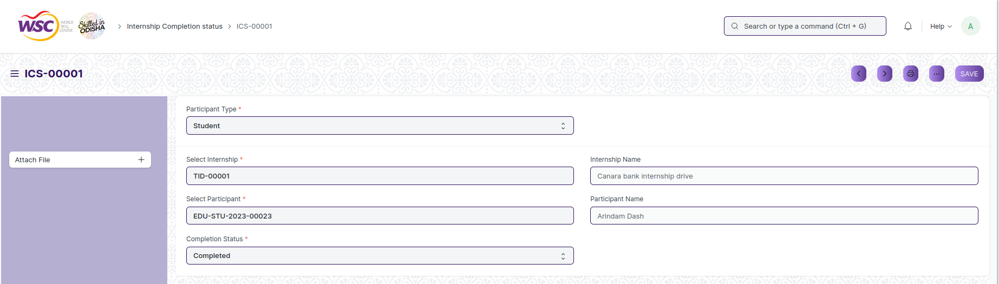 WSC WORLD SKILL CENTER
Skilled in ODISHA
Internship Completion status
ICS-00001
Search or type a command (Ctrl + G)
Help
A
ICS-00001
SAVE
Attach File
Participant Type *
Student
Select Internship *
TID-00001
Internship Name
Canara bank internship drive
Select Participant *
EDU-STU-2023-00023
Participant Name
Arindam Dash
Completion Status *
Completed